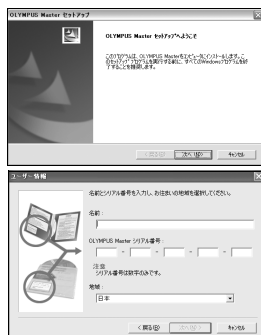 OLYMPUS Master セットアップ
OLYMPUS Master セットアップへようこそ
このプログラムは、OLYMPUS Masterをコンピュータにインストールします。こ
のセットアップ プログラムを実行する前に、すべてのWindowsプログラムを終
了することを推奨します。
< 戻る(B) 次へ(N)> キャンセル
ユーザー情報
名前とシリアル番号を入力し、お住まいの地域を選択してください。
名前:
OLYMPUS Master シリアル番号:
- - - -
注意
シリアル番号は数字のみです。
地域:
日本
< 戻る(B) 次へ(N) > キャンセル